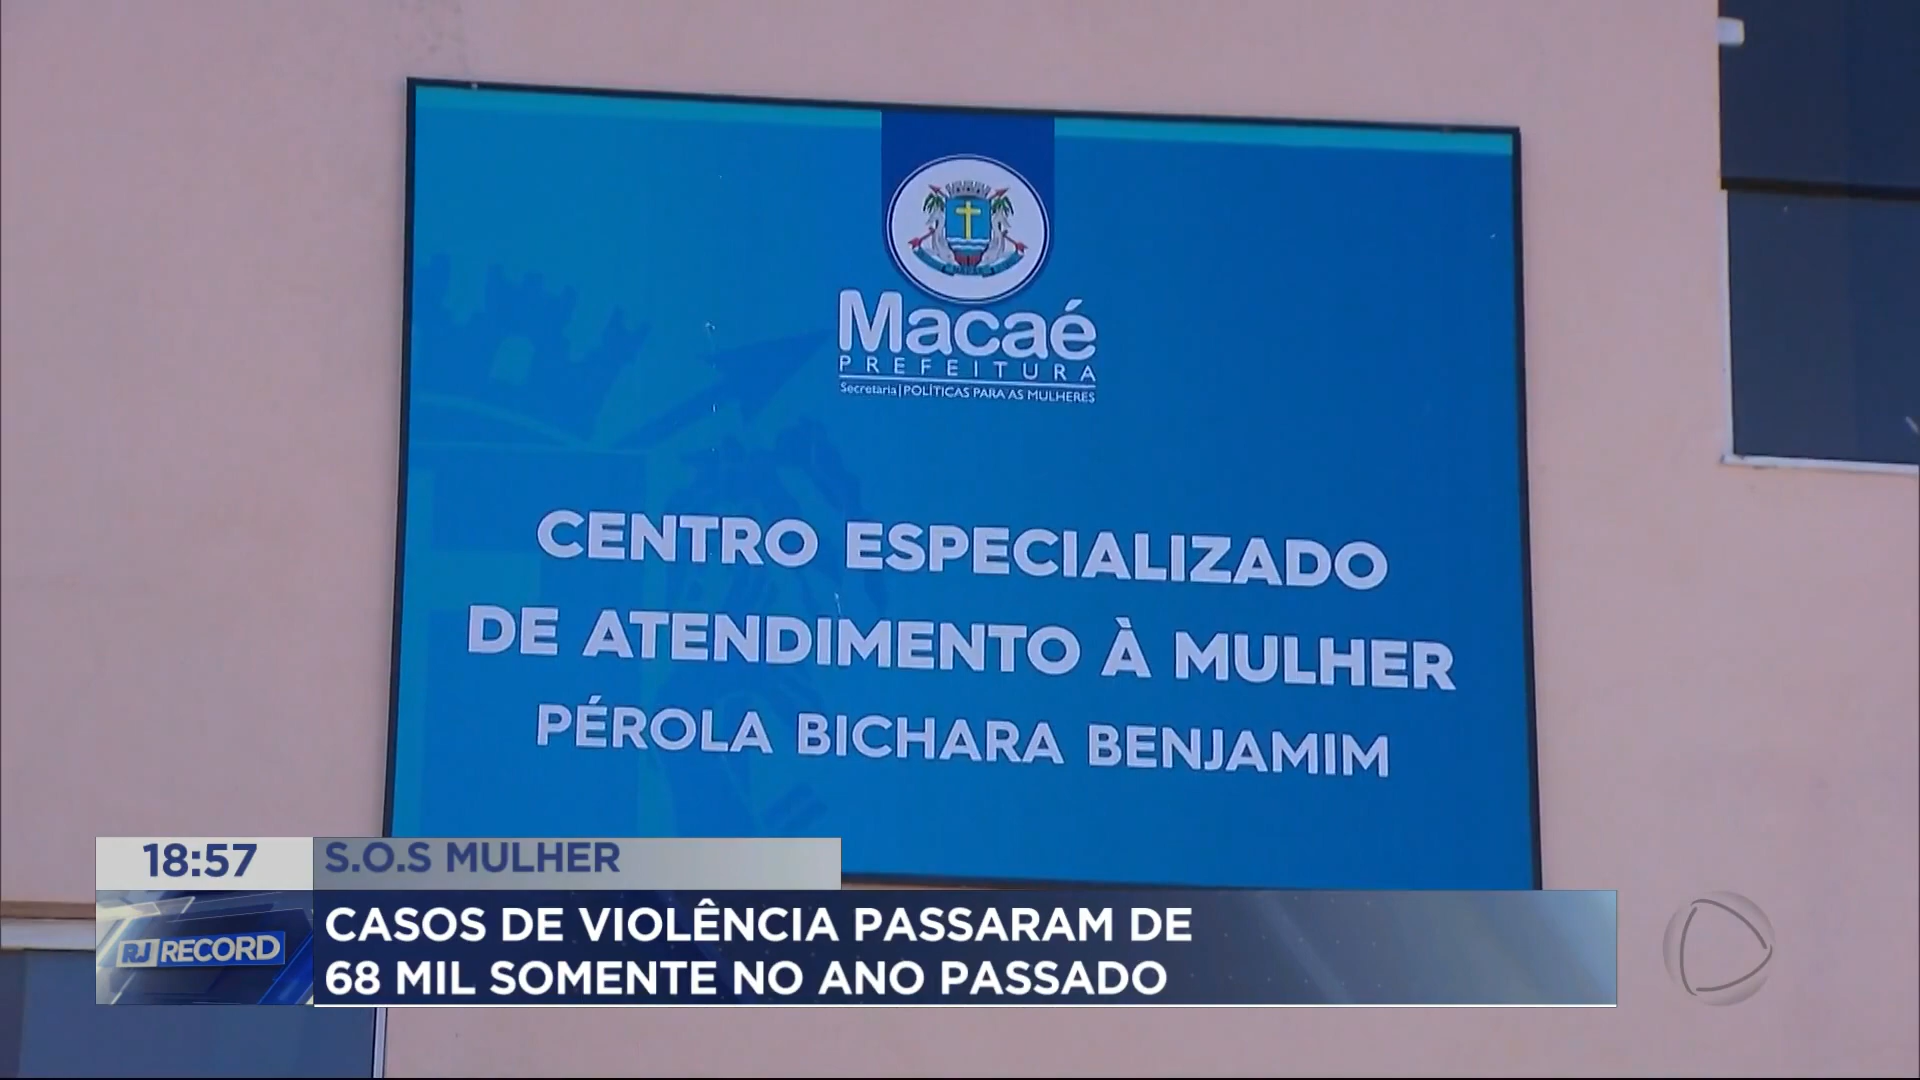 Macaé
PREFEITURA
Secretaria | POLÍTICAS PARA AS MULHERES
CENTRO ESPECIALIZADO
DE ATENDIMENTO À MULHER
PÉROLA BICHARA BENJAMIM
18:57
S.O.S MULHER
RJ RECORD
CASOS DE VIOLÊNCIA PASSARAM DE
68 MIL SOMENTE NO ANO PASSADO